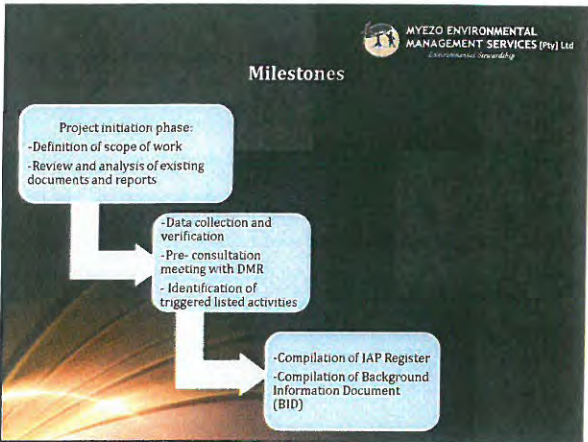 MYEZO ENVIRONMENTAL
MANAGEMENT SERVICES [Pty] Ltd
Environmental Stewardship
Milestones
Project initiation phase:
-Definition of scope of work
-Review and analysis of existing
documents and reports
-Data collection and
verification
-Pre- consultation
meeting with DMR
- Identification of
triggered listed activities
-Compilation of IAP Register
-Compilation of Background
Information Document
(BID)